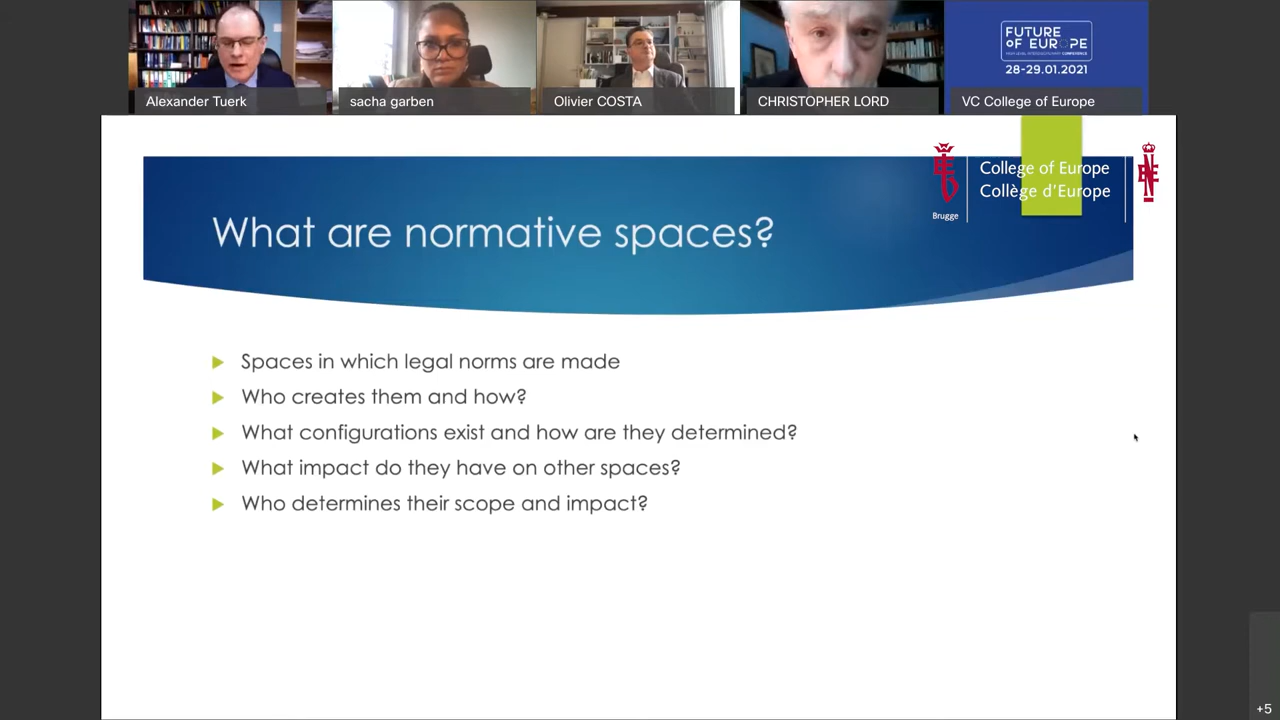 FUTURE
OF EUROPE
28-29.01.2021
Alexander Tuerk
sacha garben
Olivier COSTA
CHRISTOPHER LORD
VC College of Europe
College of Europe
Collège d'Europe
Brugge
What are normative spaces?
Spaces in which legal norms are made
Who creates them and how?
What configurations exist and how are they determined?
What impact do they have on other spaces?
Who determines their scope and impact?
+5